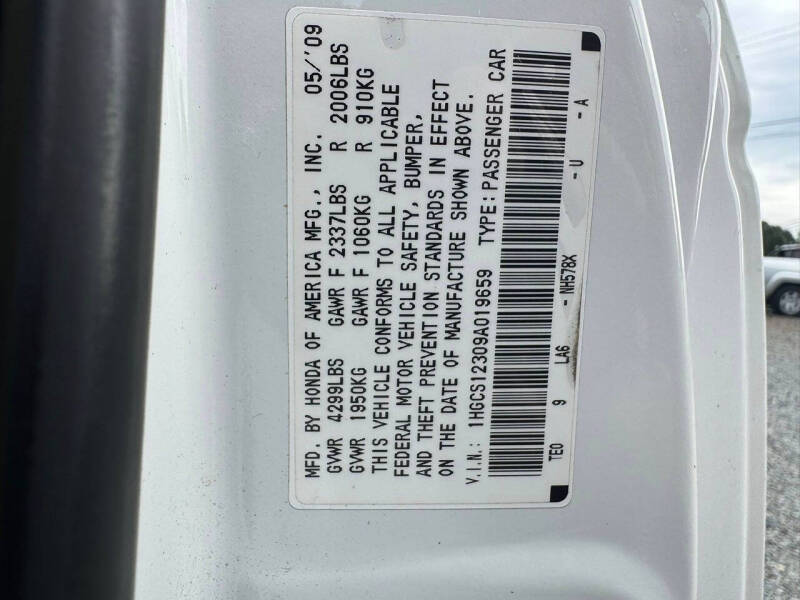 MFD. BY HONDA OF AMERICA MFG., INC. 05/'09
GVWR 4299LBS GAWR F 2337LBS R 2006LBS
GVWR 1950KG GAWR F 1060KG R 910KG
THIS VEHICLE CONFORMS TO ALL APPLICABLE
FEDERAL MOTOR VEHICLE SAFETY, BUMPER,
AND THEFT PREVENTION STANDARDS IN EFFECT
ON THE DATE OF MANUFACTURE SHOWN ABOVE.
V.I.N.: 1HGCS12309A019659 TYPE: PASSENGER CAR
TE0 9 LA6 - NH578X - U - A